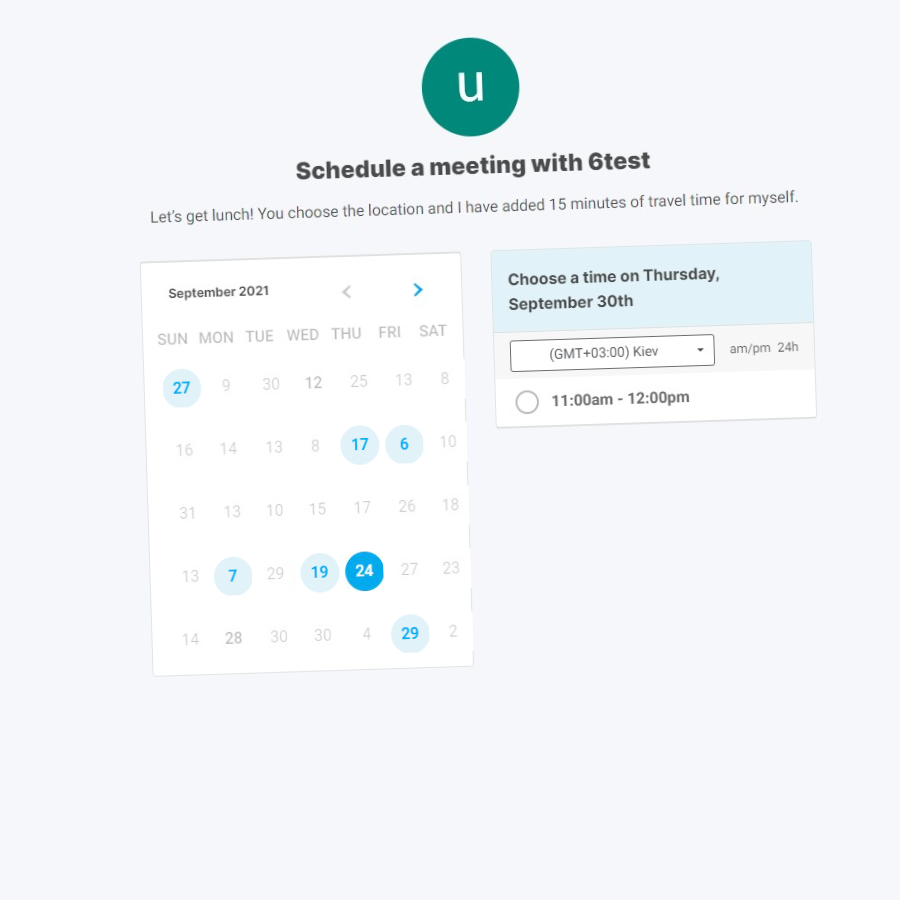 u
Schedule a meeting with 6test
Let's get lunch! You choose the location and I have added 15 minutes of travel time for myself.
September 2021
SUN MON TUE WED THU FRI SAT
27 9 30 12 25 13 8
16 14 13 8 17 6 10
31 13 10 15 17 26 18
13 7 29 19 24 27 23
14 28 30 30 4 29 2
Choose a time on Thursday,
September 30th
(GMT+03:00) Kiev am/pm 24h
11:00am - 12:00pm